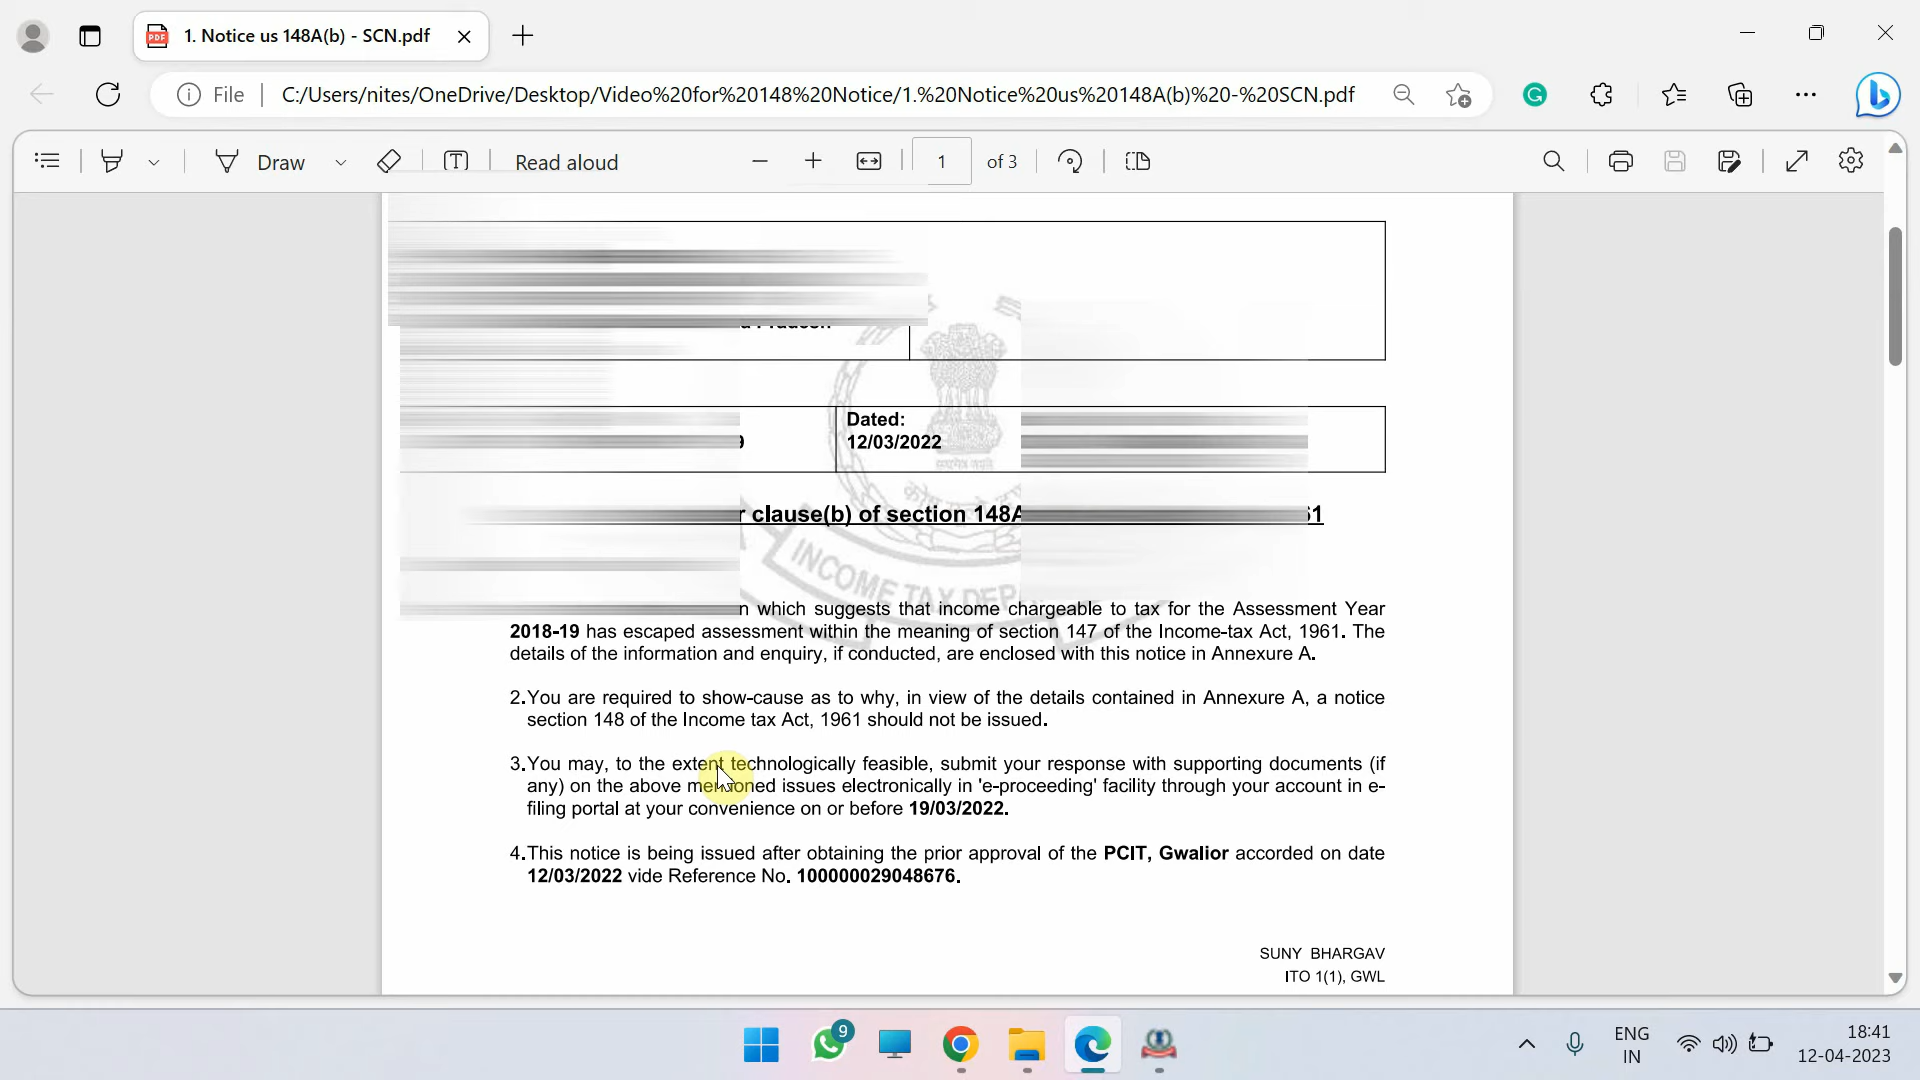 1. Notice us 148A(b) - SCN.pdf
File
C:/Users/nites/OneDrive/Desktop/Video%20for%20148%20Notice/1.%20Notice%20us%20148A(b)%20-%20SCN.pdf
Draw
Read aloud
1 of 3
Dated:
12/03/2022
clause(b) of section 148A
which suggests that income chargeable to tax for the Assessment Year
2018-19 has escaped assessment within the meaning of section 147 of the Income-tax Act, 1961. The
details of the information and enquiry, if conducted, are enclosed with this notice in Annexure A.
INCOME TAX DEP
2.You are required to show-cause as to why, in view of the details contained in Annexure A, a notice
section 148 of the Income tax Act, 1961 should not be issued.
3.You may, to the extent technologically feasible, submit your response with supporting documents (if
any) on the above mentioned issues electronically in 'e-proceeding' facility through your account in e-
filing portal at your convenience on or before 19/03/2022.
4.This notice is being issued after obtaining the prior approval of the PCIT, Gwalior accorded on date
12/03/2022 vide Reference No. 100000029048676.
SUNY BHARGAV
ITO 1(1), GWL
9
ENG
IN
18:41
12-04-2023